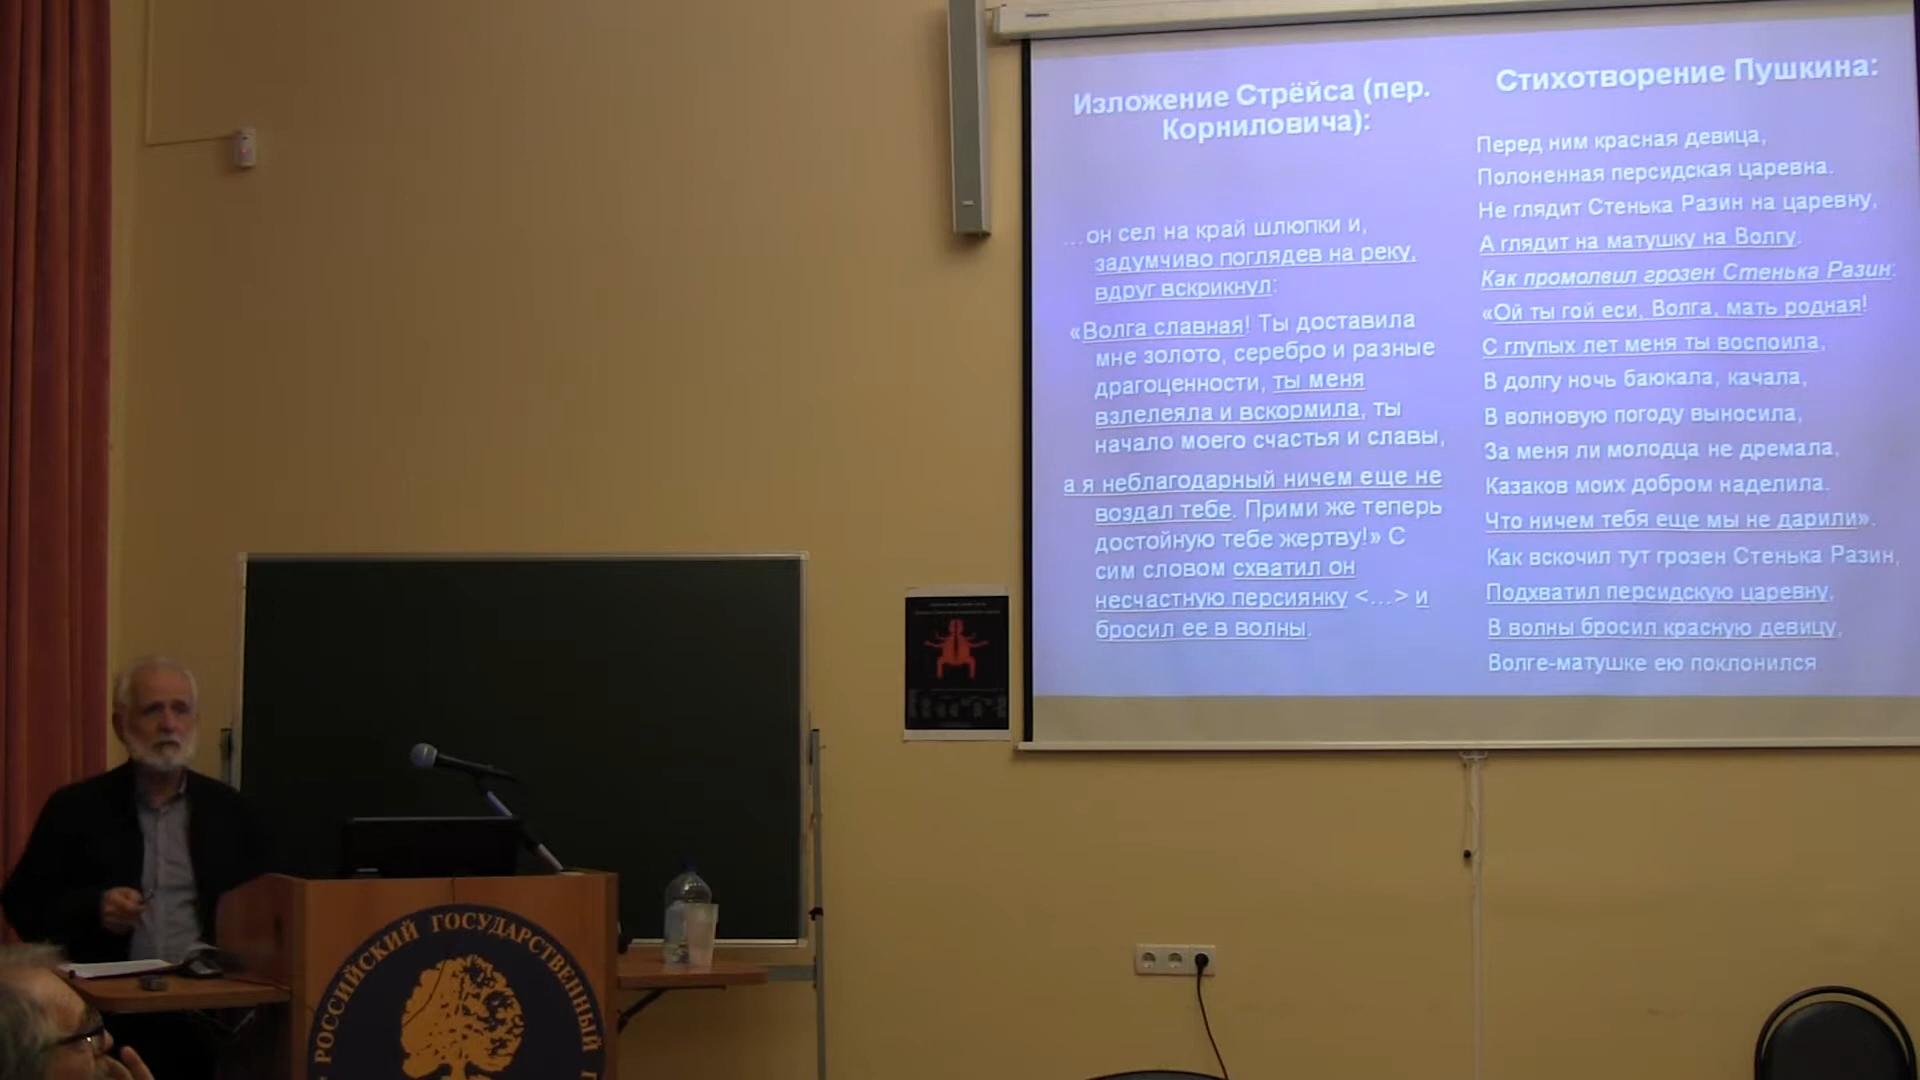 Изложение Стрёйса (пер.
Корниловича):
…он сел на край шлюпки и,
задумчиво поглядев на реку,
вдруг вскрикнул:
«Волга славная! Ты доставила
мне золото, серебро и разные
драгоценности, ты меня
взлелеяла и вскормила, ты
начало моего счастья и славы,
а я неблагодарный ничем еще не
воздал тебе. Прими же теперь
достойную тебе жертву!» С
сим словом схватил он
несчастную персиянку <…> и
бросил ее в волны.
Стихотворение Пушкина:
Перед ним красная девица,
Полоненная персидская царевна.
Не глядит Стенька Разин на царевну,
А глядит на матушку на Волгу.
Как промолвил грозен Стенька Разин:
«Ой ты гой еси, Волга, мать родная!
С глупых лет меня ты воспоила,
В долгу ночь баюкала, качала,
В волновую погоду выносила,
За меня ли молодца не дремала,
Казаков моих добром наделила.
Что ничем тебя еще мы не дарили».
Как вскочил тут грозен Стенька Разин,
Подхватил персидскую царевну,
В волны бросил красную девицу,
Волге-матушке ею поклонился
РОССИЙСКИЙ ГОСУДАРСТВЕННЫЙ